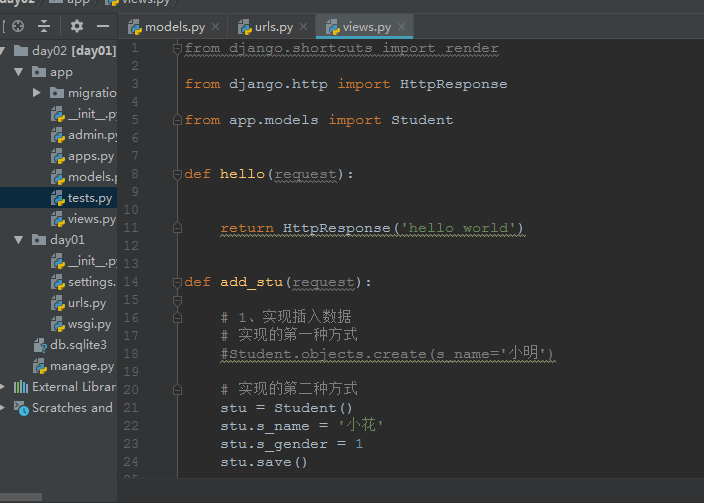 day02 app views.py
models.py urls.py views.py
day02 [day01]
app
migratio
__init__.py
admin.py
apps.py
models.p
tests.py
views.py
day01
__init__.py
settings.
urls.py
wsgi.py
db.sqlite3
manage.py
External Librar
Scratches and
1 from django.shortcuts import render
2
3 from django.http import HttpResponse
4
5 from app.models import Student
6
7
8 def hello(request):
9
10
11 return HttpResponse('hello world')
12
13
14 def add_stu(request):
15
16 # 1、实现插入数据
17 # 实现的第一种方式
18 #Student.objects.create(s_name='小明')
19
20 # 实现的第二种方式
21 stu = Student()
22 stu.s_name = '小花'
23 stu.s_gender = 1
24 stu.save()